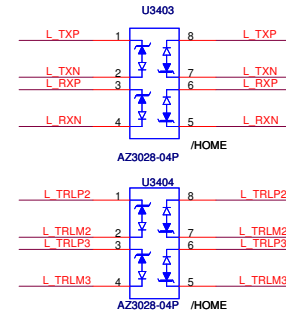 U3403
L_TXP 1 8 L_TXP
L_TXN 2 7 L_TXN
L_RXP 3 6 L_RXP
L_RXN 4 5 L_RXN
/HOME
AZ3028-04P
U3404
L_TRLP2 1 8 L_TRLP2
L_TRLM2 2 7 L_TRLM2
L_TRLP3 3 6 L_TRLP3
L_TRLM3 4 5 L_TRLM3
AZ3028-04P /HOME